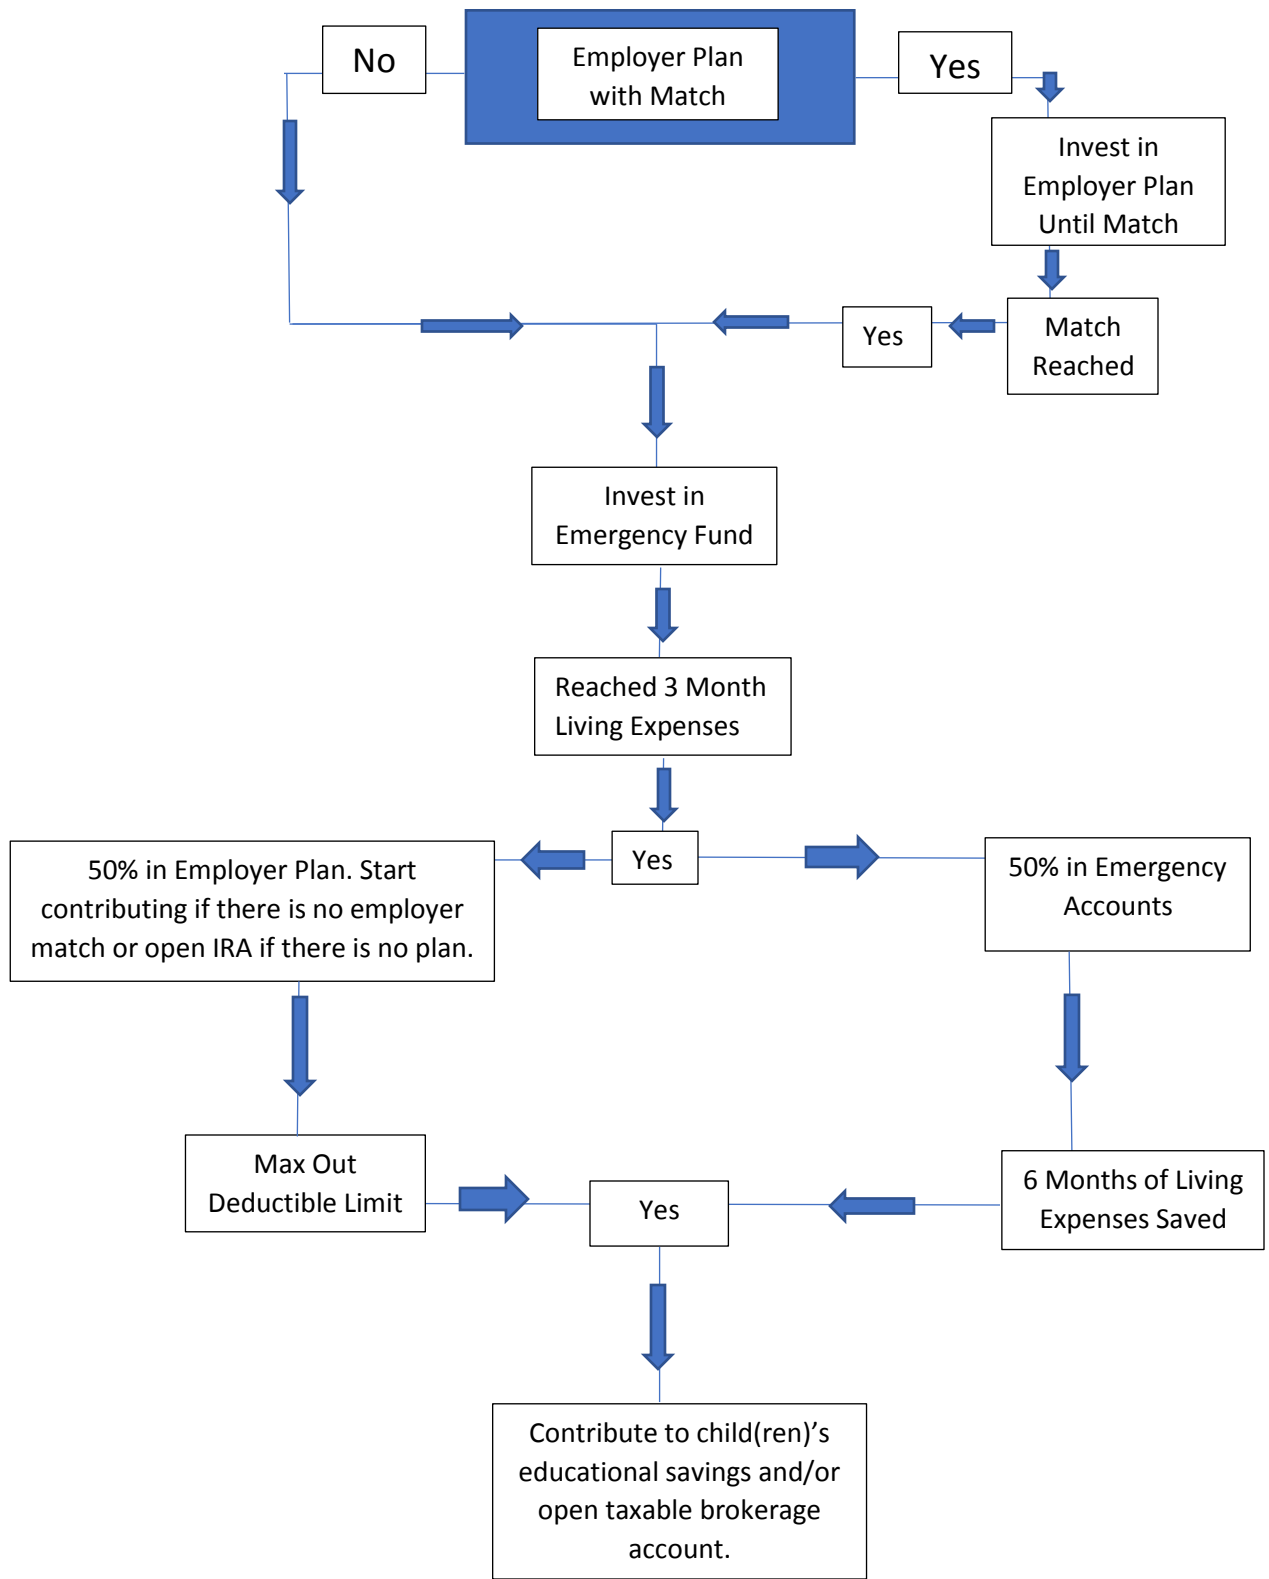 No
Employer Plan
with Match
Yes
Invest in
Employer Plan
Until Match
Yes
Match
Reached
Invest in
Emergency Fund
Reached 3 Month
Living Expenses
Yes
50% in Employer Plan. Start
contributing if there is no employer
match or open IRA if there is no plan.
50% in Emergency
Accounts
Max Out
Deductible Limit
Yes
6 Months of Living
Expenses Saved
Contribute to child(ren)’s
educational savings and/or
open taxable brokerage
account.